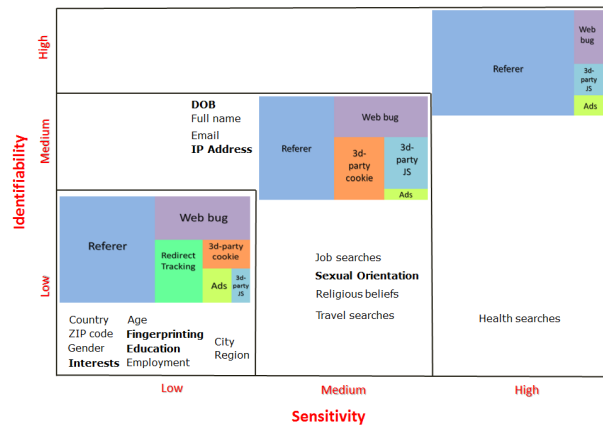 High
Referer
Web bug
3d-party JS
Ads
DOB
Full name
Email
IP Address
Medium
Referer
Web bug
3d-party cookie
3d-party JS
Ads
Identifiability
Low
Referer
Web bug
Redirect Tracking
3d-party cookie
Ads
3d-party JS
Country
ZIP code
Gender
Interests
Age
Fingerprinting
Education
Employment
City
Region
Job searches
Sexual Orientation
Religious beliefs
Travel searches
Health searches
Low
Medium
High
Sensitivity